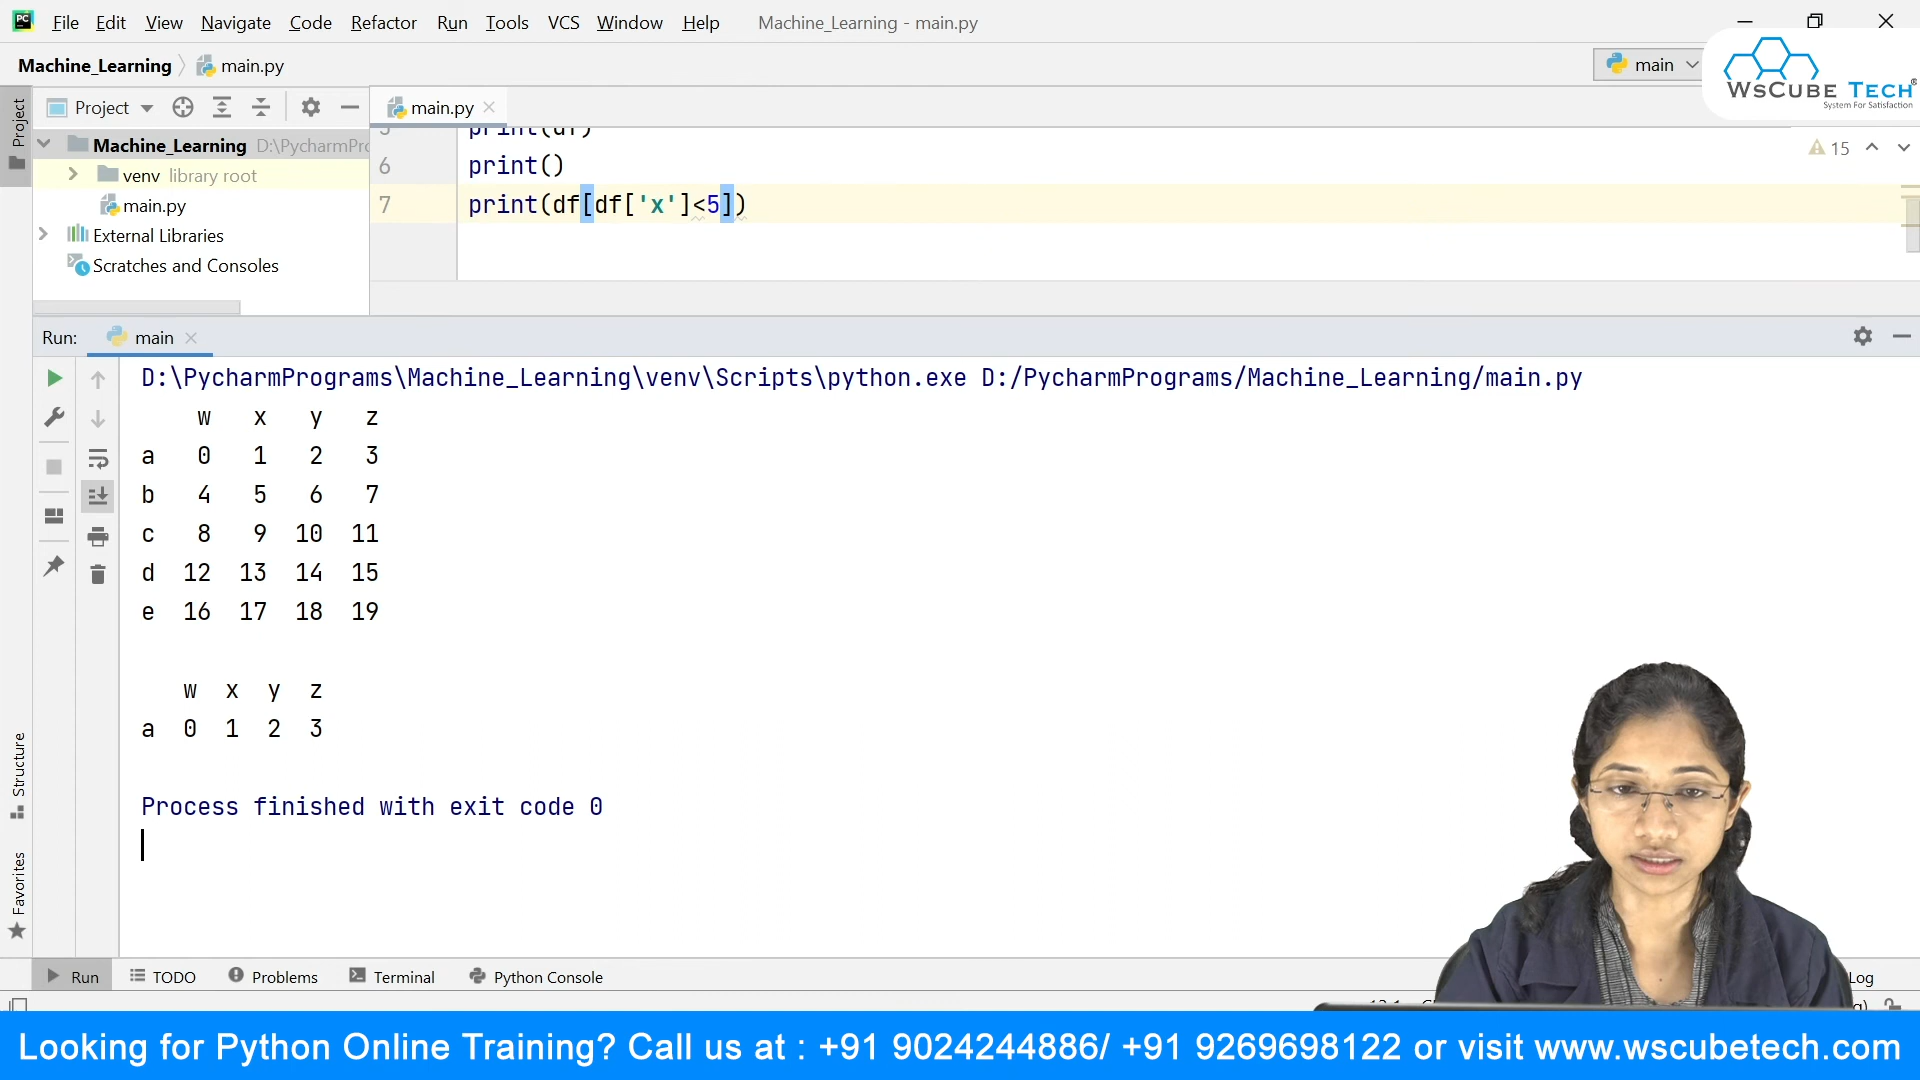 File Edit View Navigate Code Refactor Run Tools VCS Window Help Machine_Learning - main.py
Machine_Learning main.py
main
WsCube Tech®
System For Satisfaction
Project
Project
main.py
Machine_Learning
venv library root
main.py
External Libraries
Scratches and Consoles
5 print(df)
6 print()
7 print(df[df['x']<5])
15
Run: main
D:\PycharmPrograms\Machine_Learning\venv\Scripts\python.exe D:/PycharmPrograms/Machine_Learning/main.py
w x y z
a 0 1 2 3
b 4 5 6 7
c 8 9 10 11
d 12 13 14 15
e 16 17 18 19
w x y z
a 0 1 2 3
Process finished with exit code 0
Structure
Favorites
Run TODO Problems Terminal Python Console
Log
Looking for Python Online Training? Call us at : +91 9024244886/ +91 9269698122 or visit www.wscubetech.com